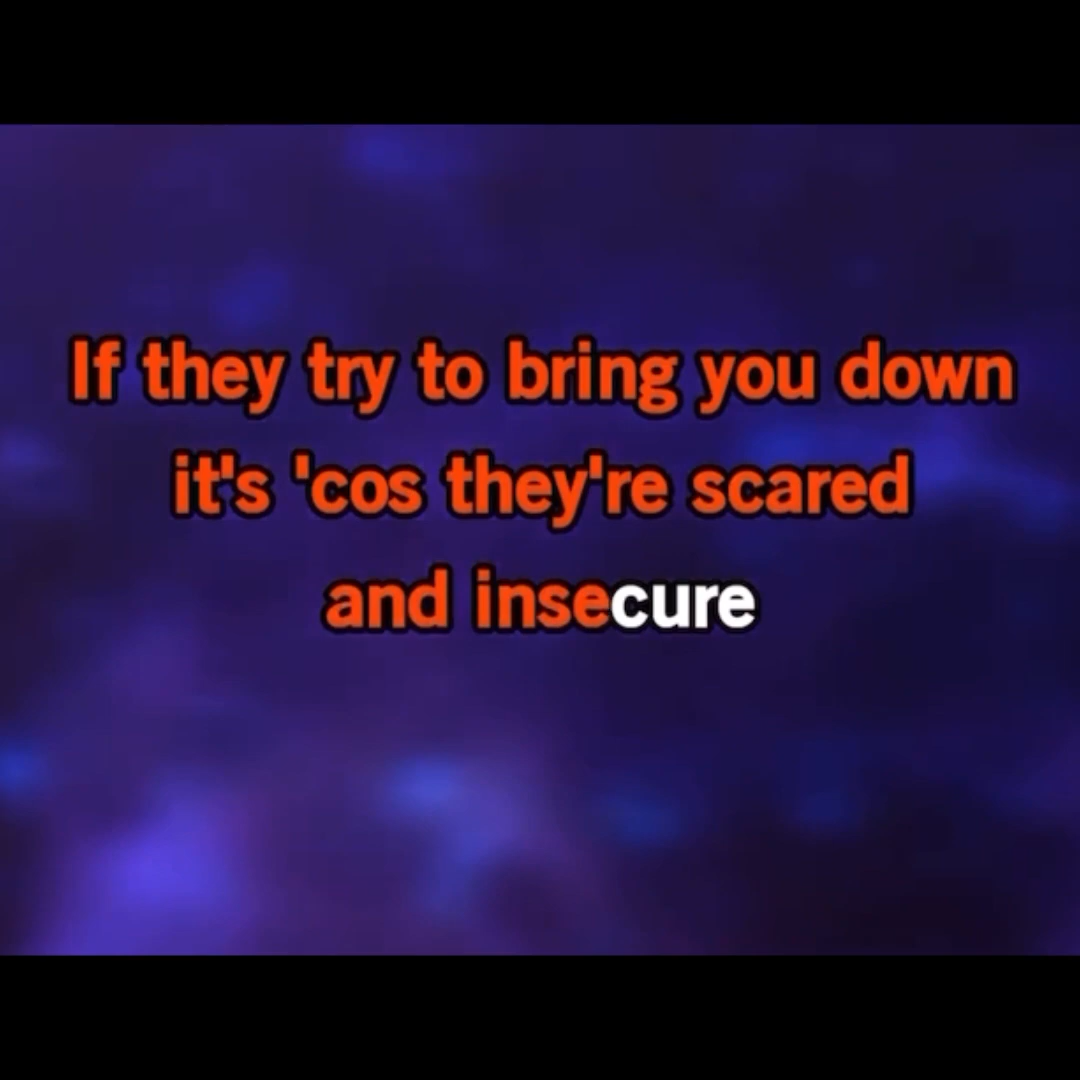 If they try to bring you down
it's 'cos they're scared
and insecure